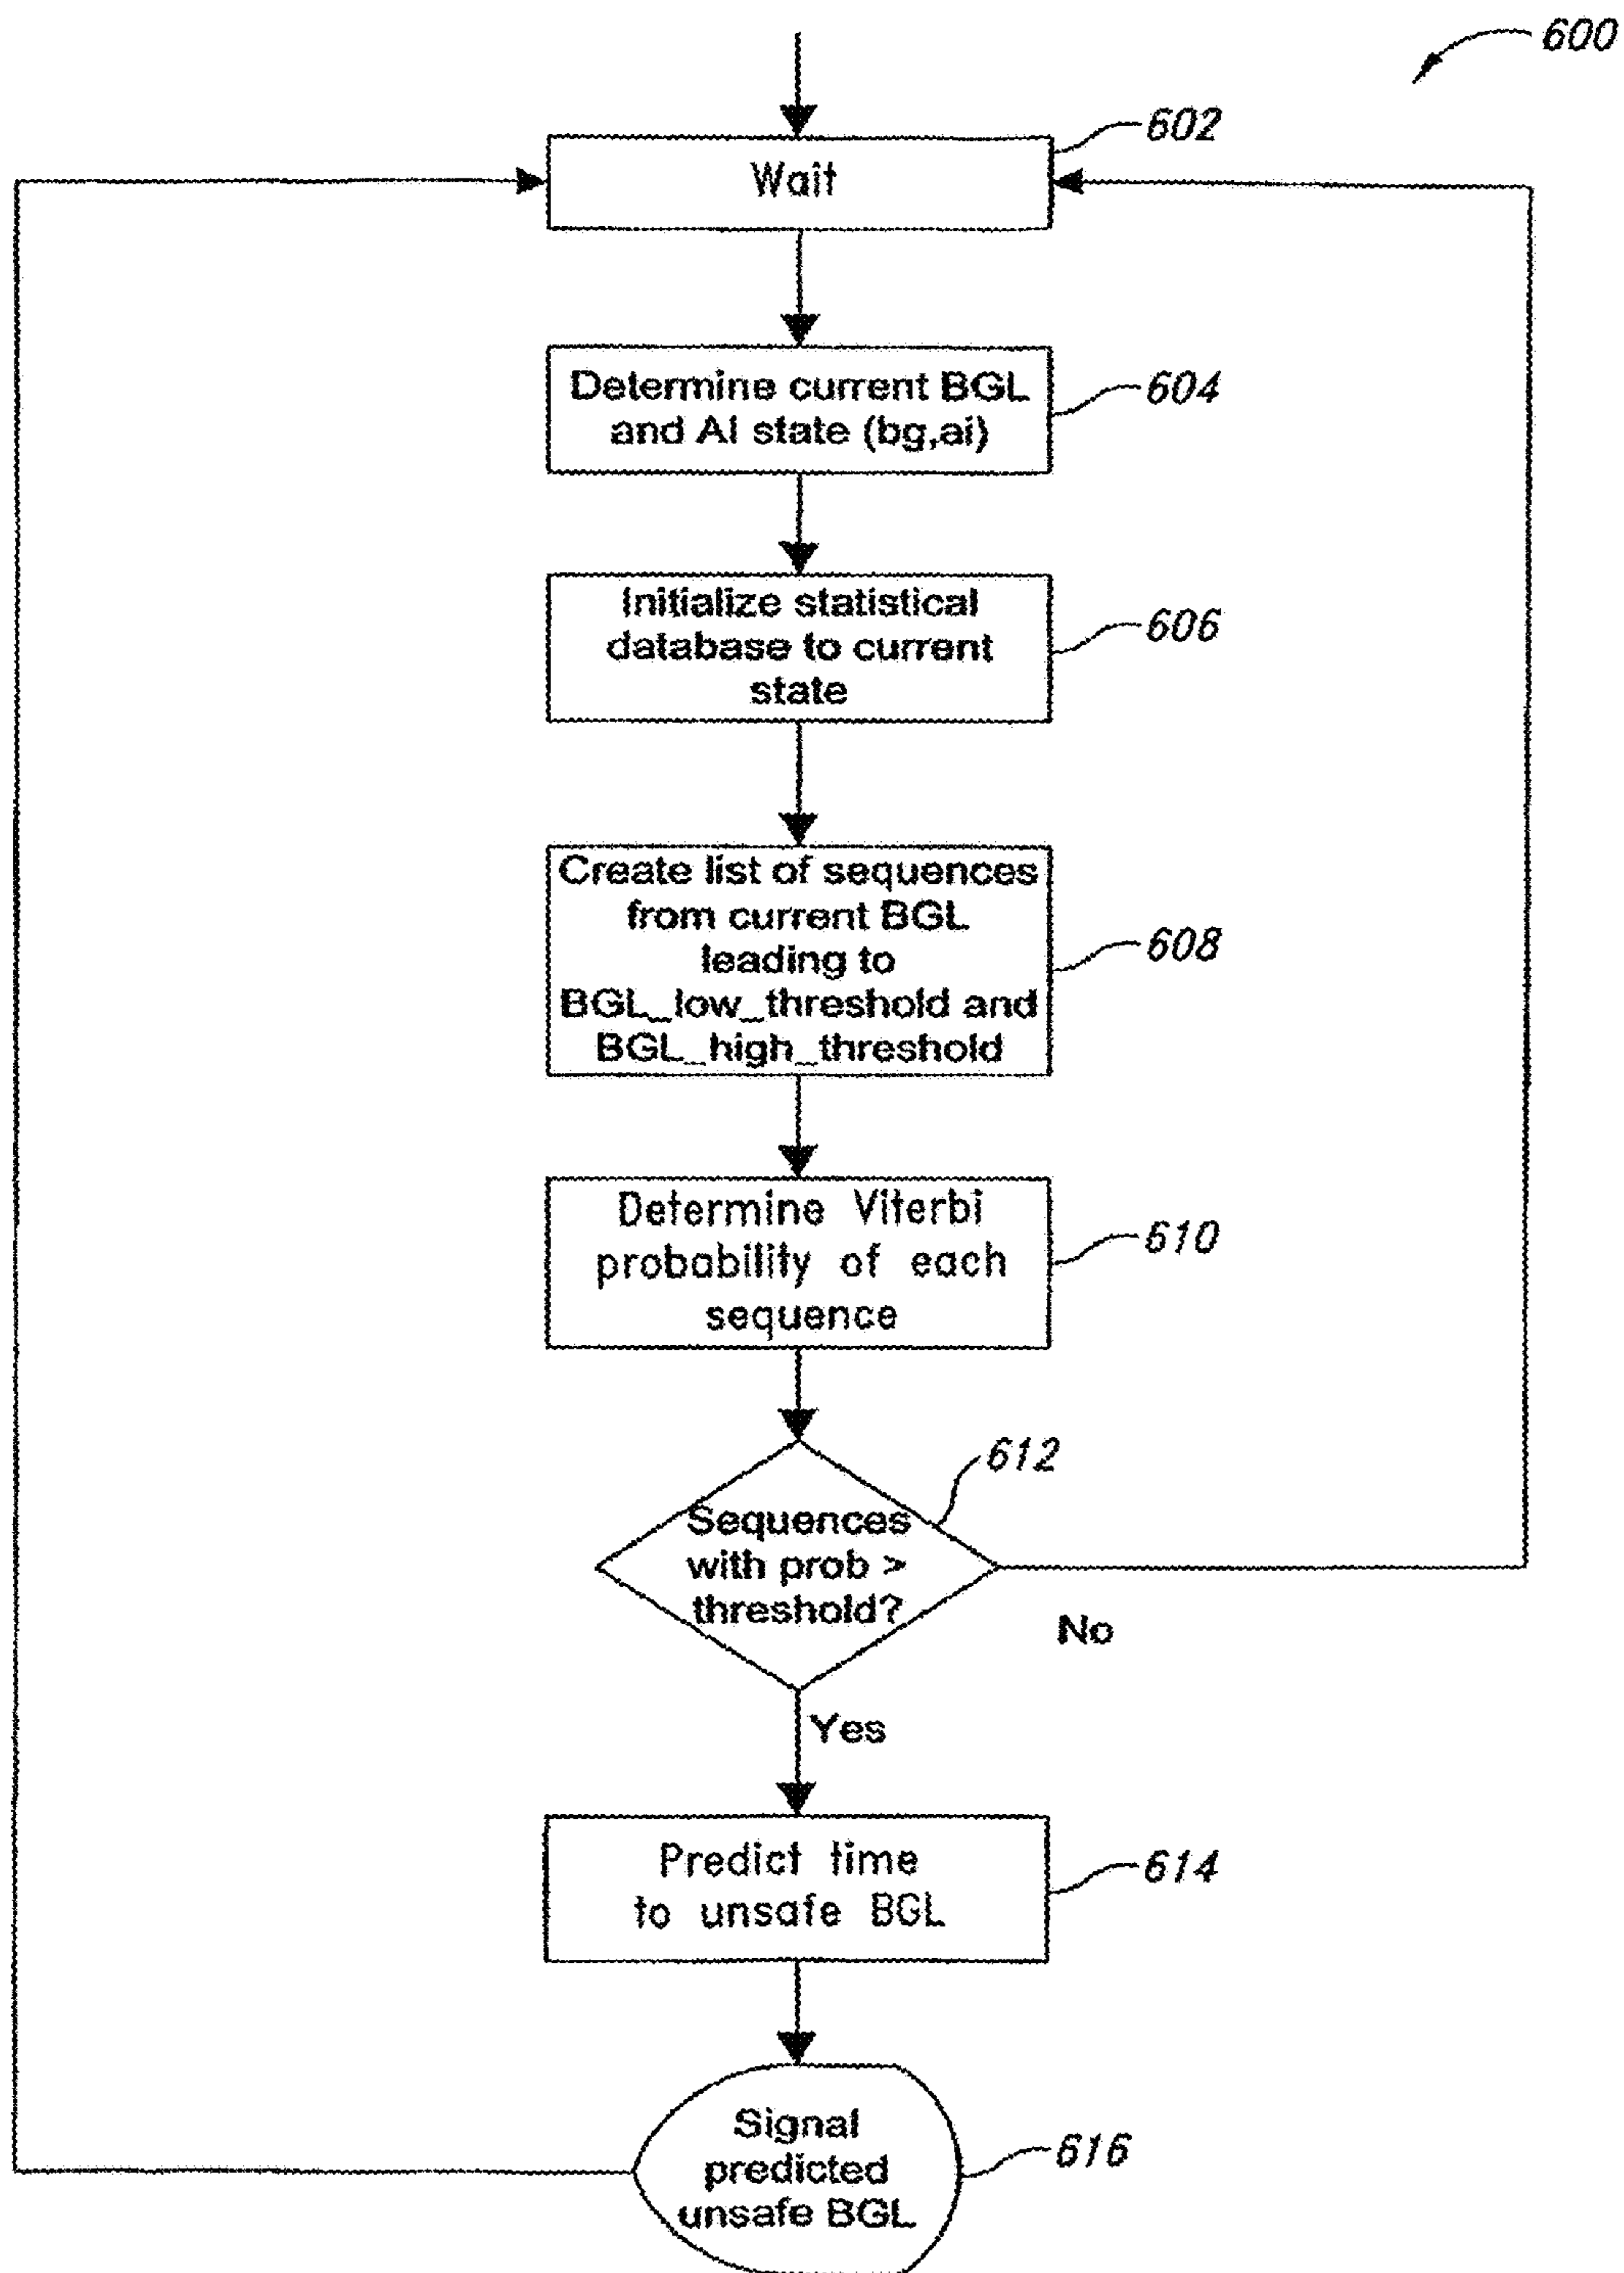 600
602
Wait
Determine current BGL
and AI state (bg,ai)
604
Initialize statistical
database to current
state
606
Create list of sequences
from current BGL
leading to
BGL_low_threshold and
BGL_high_threshold
608
Determine Viterbi
probability of each
sequence
610
612
Sequences
with prob >
threshold?
No
Yes
Predict time
to unsafe BGL
614
Signal
predicted
unsafe BGL
616